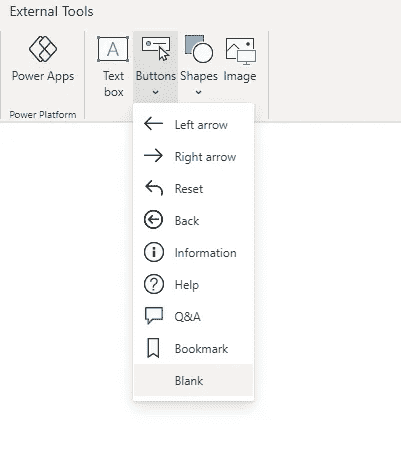 External Tools
Power Apps
Text
box
Buttons
Shapes
Image
Power Platform
Left arrow
Right arrow
Reset
Back
Information
Help
Q&A
Bookmark
Blank